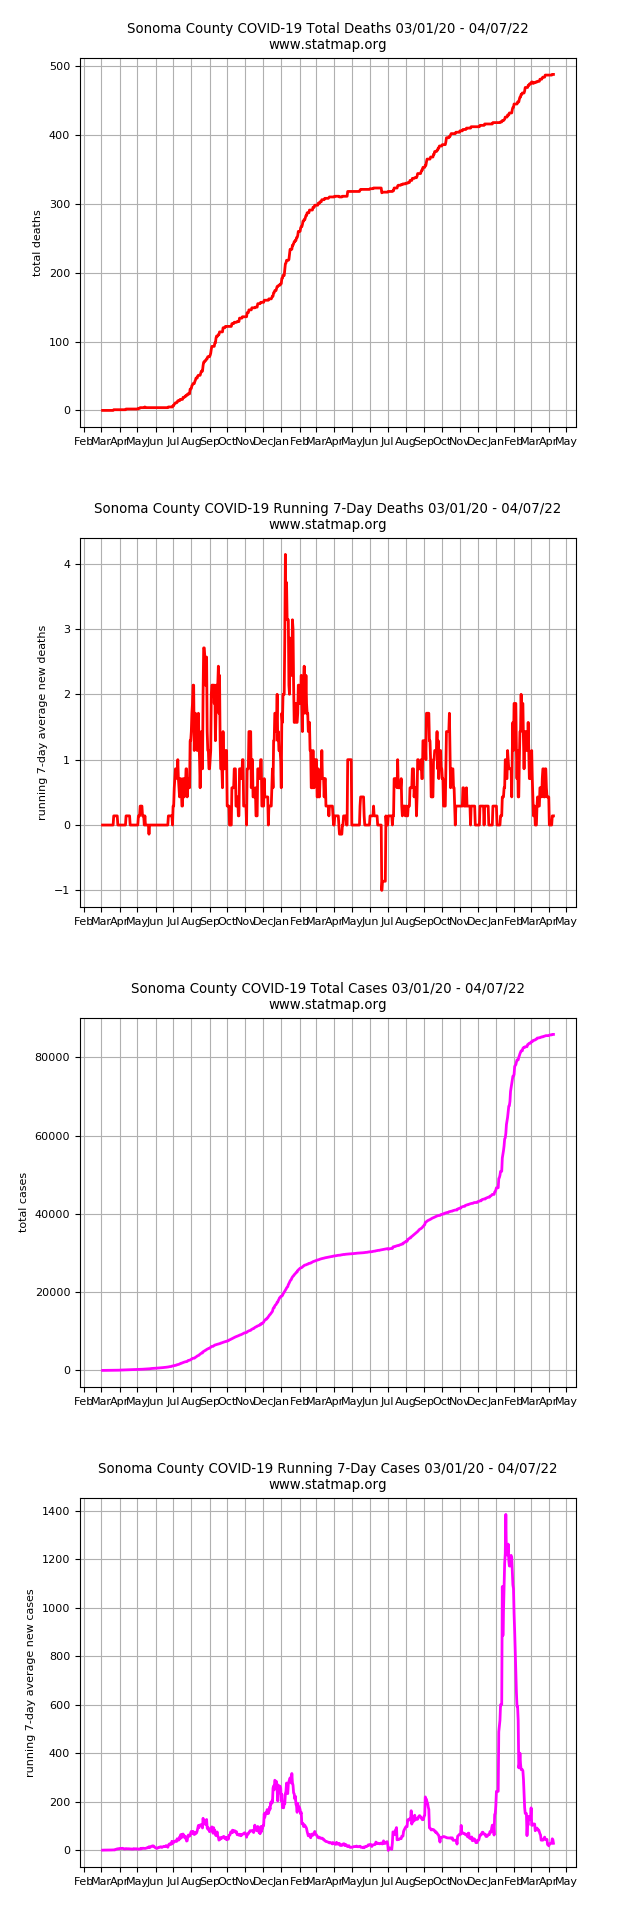 Sonoma County COVID-19 Total Deaths 03/01/20 - 04/07/22
www.statmap.org
500
400
300
200
100
0
total deaths
Feb Mar Apr May Jun Jul Aug Sep Oct Nov Dec Jan Feb Mar Apr May Jun Jul Aug Sep Oct Nov Dec Jan Feb Mar Apr May
Sonoma County COVID-19 Running 7-Day Deaths 03/01/20 - 04/07/22
www.statmap.org
4
3
2
1
0
−1
running 7-day average new deaths
Feb Mar Apr May Jun Jul Aug Sep Oct Nov Dec Jan Feb Mar Apr May Jun Jul Aug Sep Oct Nov Dec Jan Feb Mar Apr May
Sonoma County COVID-19 Total Cases 03/01/20 - 04/07/22
www.statmap.org
80000
60000
40000
20000
0
total cases
Feb Mar Apr May Jun Jul Aug Sep Oct Nov Dec Jan Feb Mar Apr May Jun Jul Aug Sep Oct Nov Dec Jan Feb Mar Apr May
Sonoma County COVID-19 Running 7-Day Cases 03/01/20 - 04/07/22
www.statmap.org
1400
1200
1000
800
600
400
200
0
running 7-day average new cases
Feb Mar Apr May Jun Jul Aug Sep Oct Nov Dec Jan Feb Mar Apr May Jun Jul Aug Sep Oct Nov Dec Jan Feb Mar Apr May